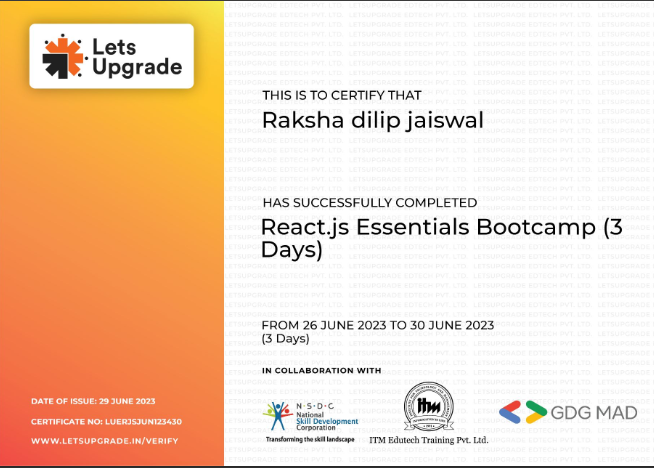 Lets
Upgrade
THIS IS TO CERTIFY THAT
Raksha dilip jaiswal
HAS SUCCESSFULLY COMPLETED
React.js Essentials Bootcamp (3
Days)
FROM 26 JUNE 2023 TO 30 JUNE 2023
(3 Days)
IN COLLABORATION WITH
N·S·D·C
National
Skill Development
Corporation
Transforming the skill landscape
itm
ITM Edutech Training Pvt. Ltd.
GDG MAD
DATE OF ISSUE: 29 JUNE 2023
CERTIFICATE NO: LUERJSJUN123430
WWW.LETSUPGRADE.IN/VERIFY